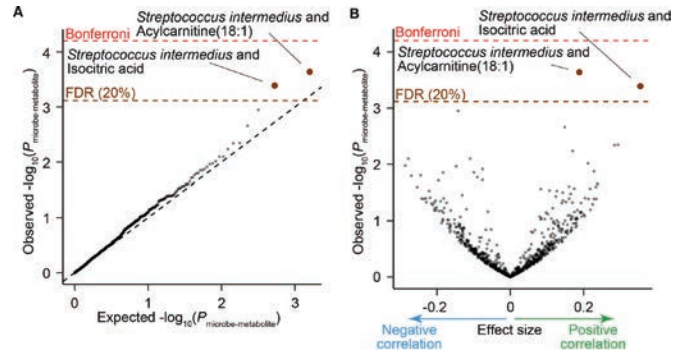 A
Streptococcus intermedius and
Acylcarnitine(18:1)
Bonferroni
Streptococcus intermedius and
Isocitric acid
FDR (20%)
Observed -log10(Pmicrobe-metabolite)
4
3
2
1
0
0
1
2
3
Expected -log10(Pmicrobe-metabolite)
B
Streptococcus intermedius and
Isocitric acid
Bonferroni
Streptococcus intermedius and
Acylcarnitine(18:1)
FDR (20%)
Observed -log10(Pmicrobe-metabolite)
4
3
2
1
0
-0.2
0
0.2
Negative
correlation
Effect size
Positive
correlation